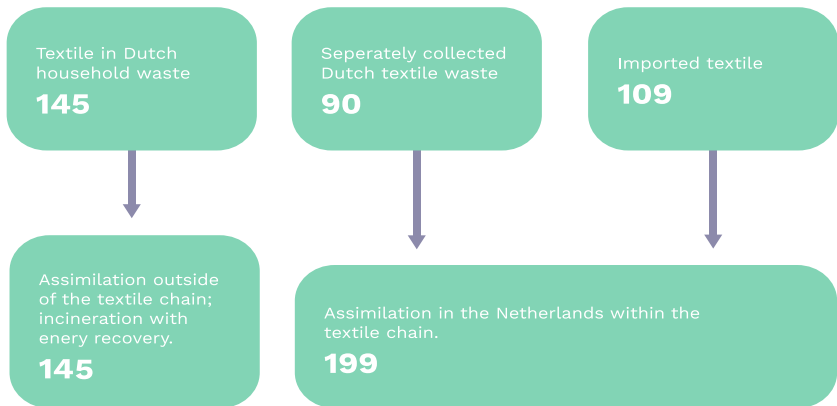 Textile in Dutch
household waste
145
Seperately collected
Dutch textile waste
90
Imported textile
109
Assimilation outside
of the textile chain;
incineration with
enery recovery.
145
Assimilation in the Netherlands within the
textile chain.
199